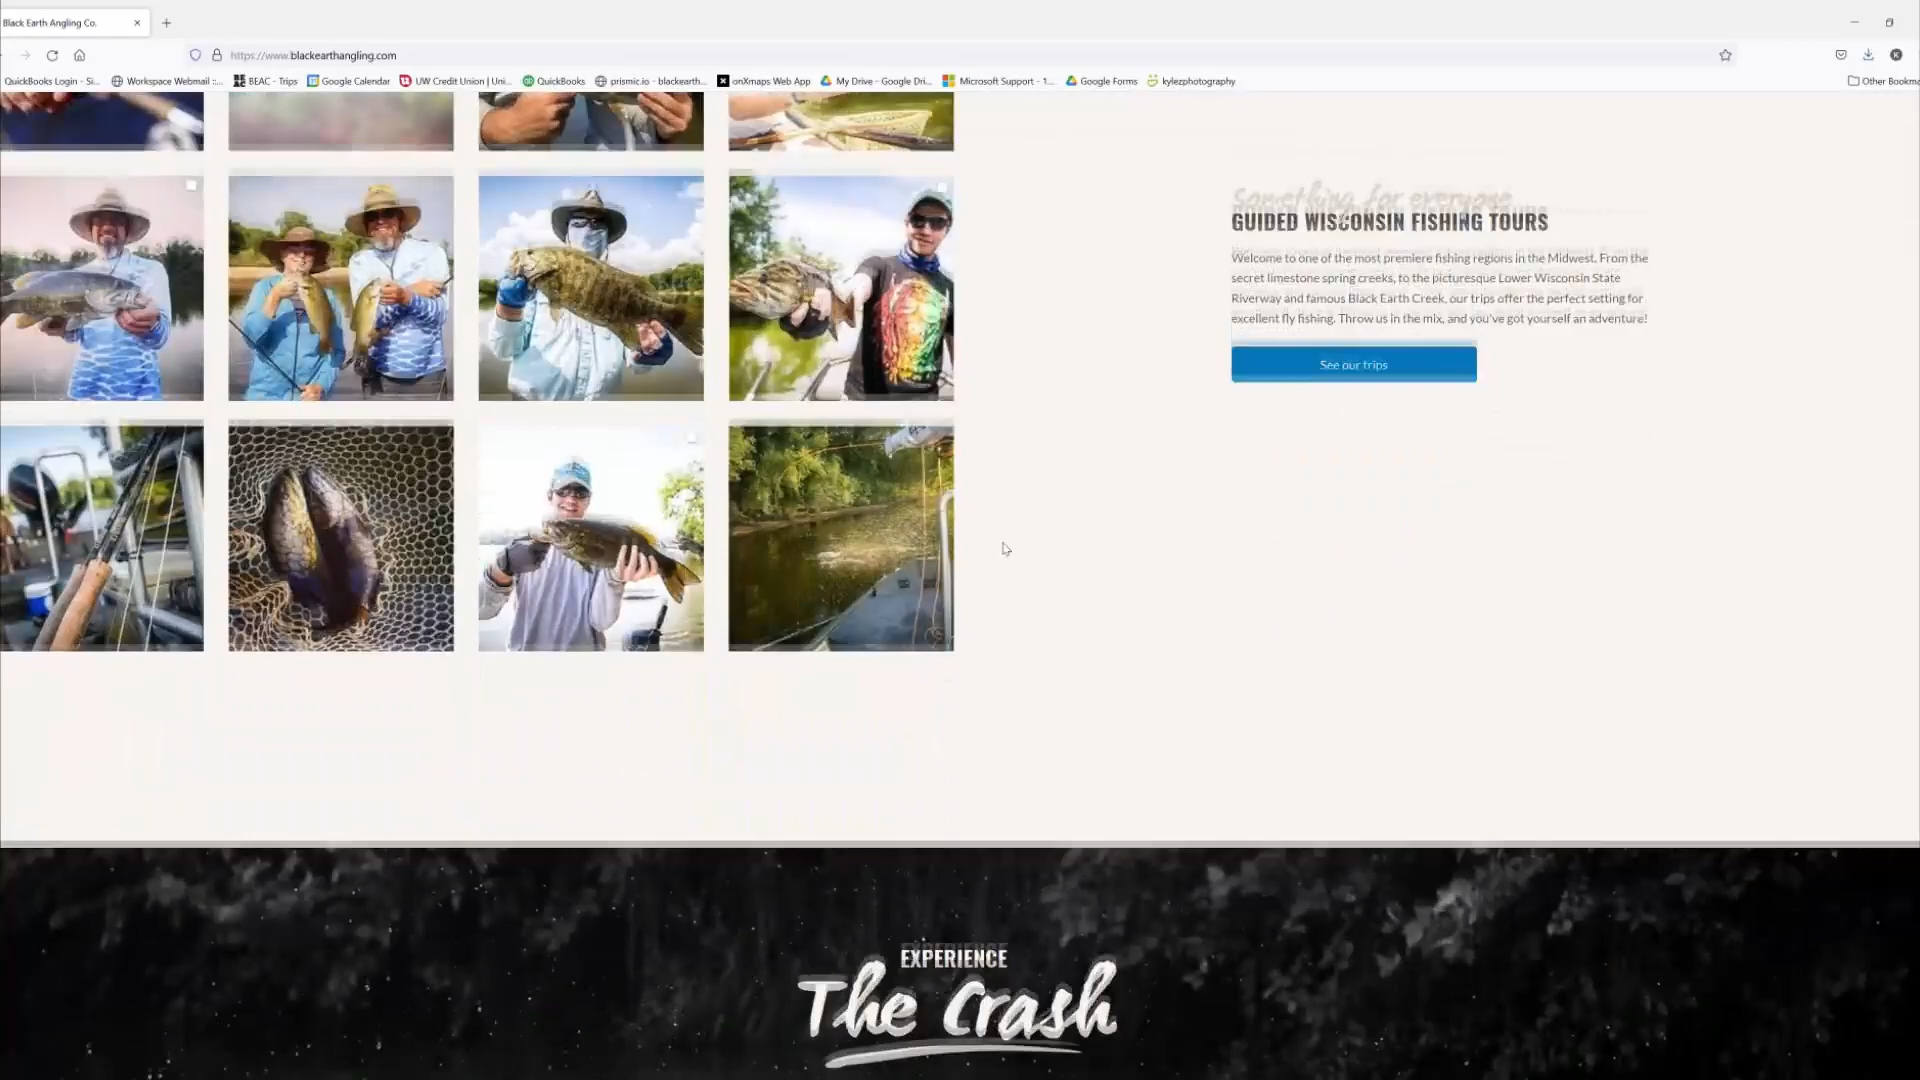 Black Earth Angling Co.
https://www.blackearthangling.com
QuickBooks Login - Si...
Workspace Webmail ::...
BEAC - Trips
Google Calendar
UW Credit Union | Uni...
QuickBooks
prismic.io - blackearth...
onXmaps Web App
My Drive - Google Dri...
Microsoft Support - 1...
Google Forms
kylezphotography
Other Bookma
Something for everyone
GUIDED WISCONSIN FISHING TOURS
Welcome to one of the most premiere fishing regions in the Midwest. From the
secret limestone spring creeks, to the picturesque Lower Wisconsin State
Riverway and famous Black Earth Creek, our trips offer the perfect setting for
excellent fly fishing. Throw us in the mix, and you've got yourself an adventure!
See our trips
EXPERIENCE
The Crash